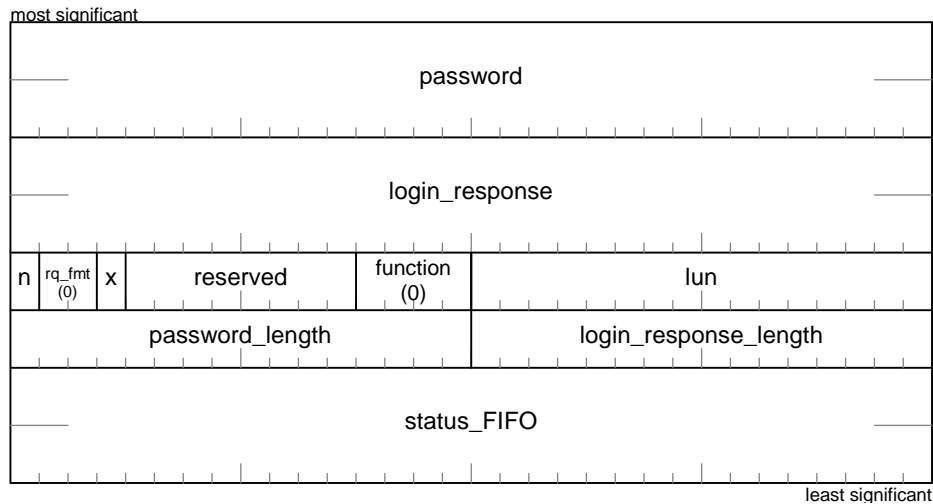 most significant
password
login_response
n rq_fmt x reserved function lun
(0) (0)
password_length login_response_length
status_FIFO
least significant